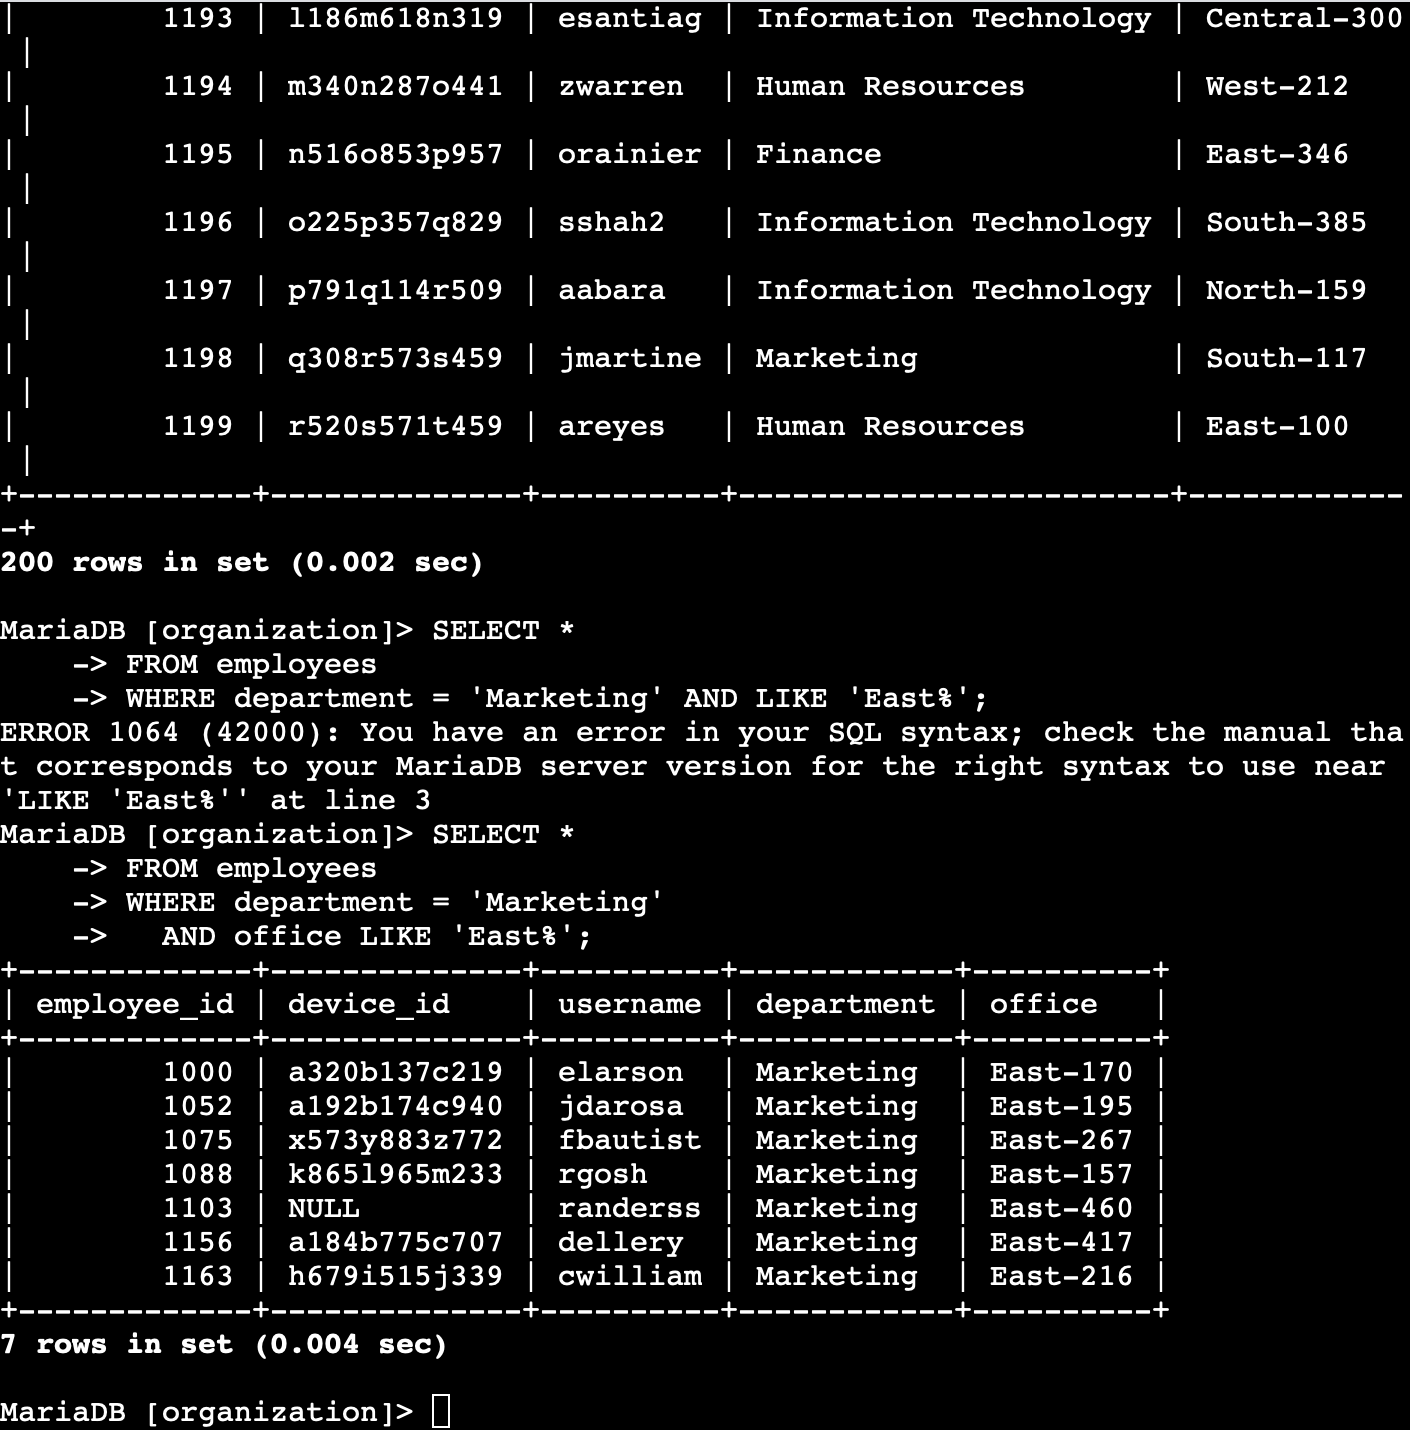 |        1193 | l186m618n319 | esantiag | Information Technology | Central-300
 |
|        1194 | m340n287o441 | zwarren  | Human Resources        | West-212
 |
|        1195 | n516o853p957 | orainier | Finance                | East-346
 |
|        1196 | o225p357q829 | sshah2   | Information Technology | South-385
 |
|        1197 | p791q114r509 | aabara   | Information Technology | North-159
 |
|        1198 | q308r573s459 | jmartine | Marketing              | South-117
 |
|        1199 | r520s571t459 | areyes   | Human Resources        | East-100
 |
+-------------+--------------+----------+------------------------+------------
-+
200 rows in set (0.002 sec)

MariaDB [organization]> SELECT *
    -> FROM employees
    -> WHERE department = 'Marketing' AND LIKE 'East%';
ERROR 1064 (42000): You have an error in your SQL syntax; check the manual tha
t corresponds to your MariaDB server version for the right syntax to use near
'LIKE 'East%'' at line 3
MariaDB [organization]> SELECT *
    -> FROM employees
    -> WHERE department = 'Marketing'
    ->   AND office LIKE 'East%';
+-------------+--------------+----------+------------+----------+
| employee_id | device_id    | username | department | office   |
+-------------+--------------+----------+------------+----------+
|        1000 | a320b137c219 | elarson  | Marketing  | East-170 |
|        1052 | a192b174c940 | jdarosa  | Marketing  | East-195 |
|        1075 | x573y883z772 | fbautist | Marketing  | East-267 |
|        1088 | k865l965m233 | rgosh    | Marketing  | East-157 |
|        1103 | NULL         | randerss | Marketing  | East-460 |
|        1156 | a184b775c707 | dellery  | Marketing  | East-417 |
|        1163 | h679i515j339 | cwilliam | Marketing  | East-216 |
+-------------+--------------+----------+------------+----------+
7 rows in set (0.004 sec)

MariaDB [organization]>